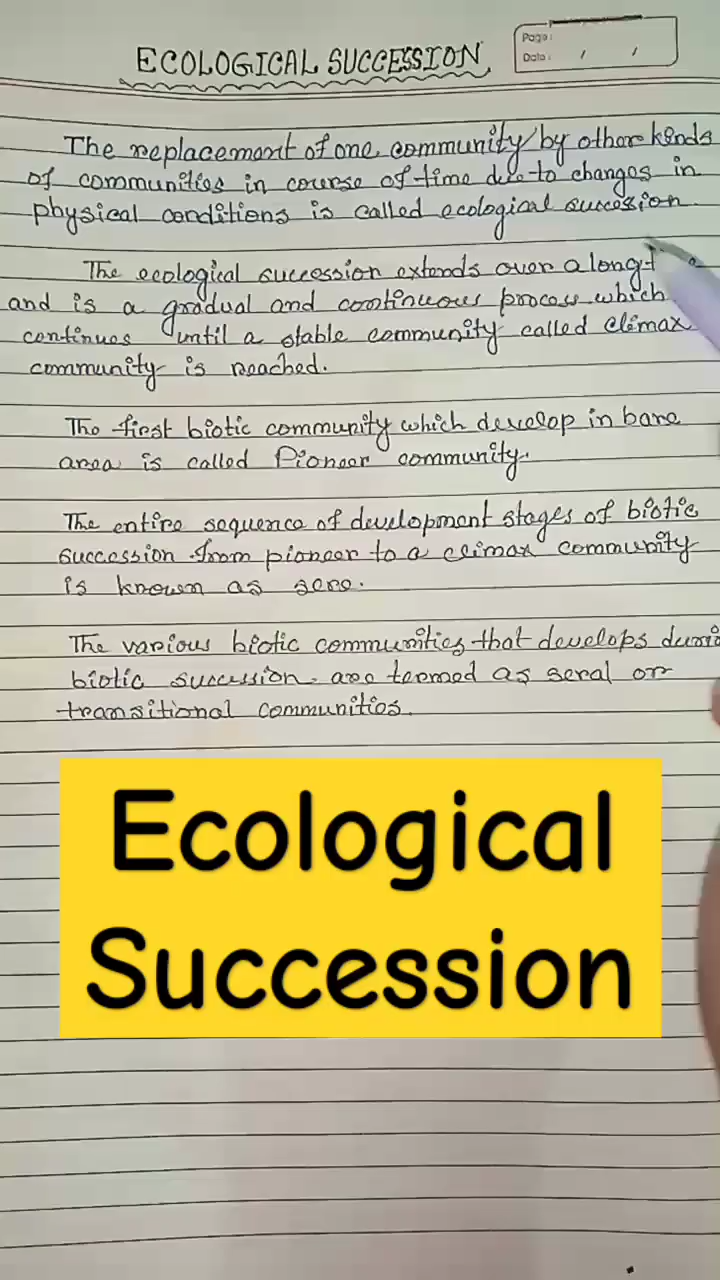 ECOLOGICAL SUCCESSION
Page:
Date: / /
The replacement of one community by other kinds
of communities in course of time due to changes in
physical conditions is called ecological succession.
The ecological succession extends over a long
and is a gradual and continuous process which
continues until a stable community called climax
community is reached.
The first biotic community which develop in bare
area is called Pioneer community.
The entire sequence of development stages of biotic
succession from pioneer to a climax community
is known as sere.
The various biotic communities that develops
biotic succession are termed as seral or
transitional communities.
Ecological
Succession